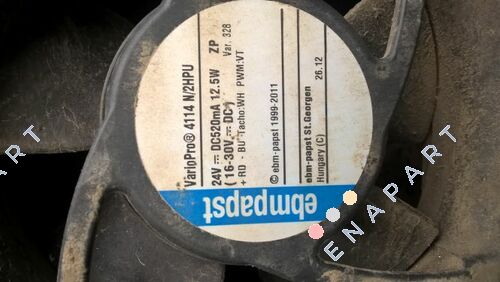 VarioPro® 4114 N/2HPU
24V ⎓ DC520mA 12.5W ZP
(16-30V ⎓ DC) Var. 328
+ RD - BU Tacho:WH PWM:VT
© ebm-papst 1999-2011
ebm-papst St.Georgen
Hungary (C) 26.12
ebmpapst
ENAPART